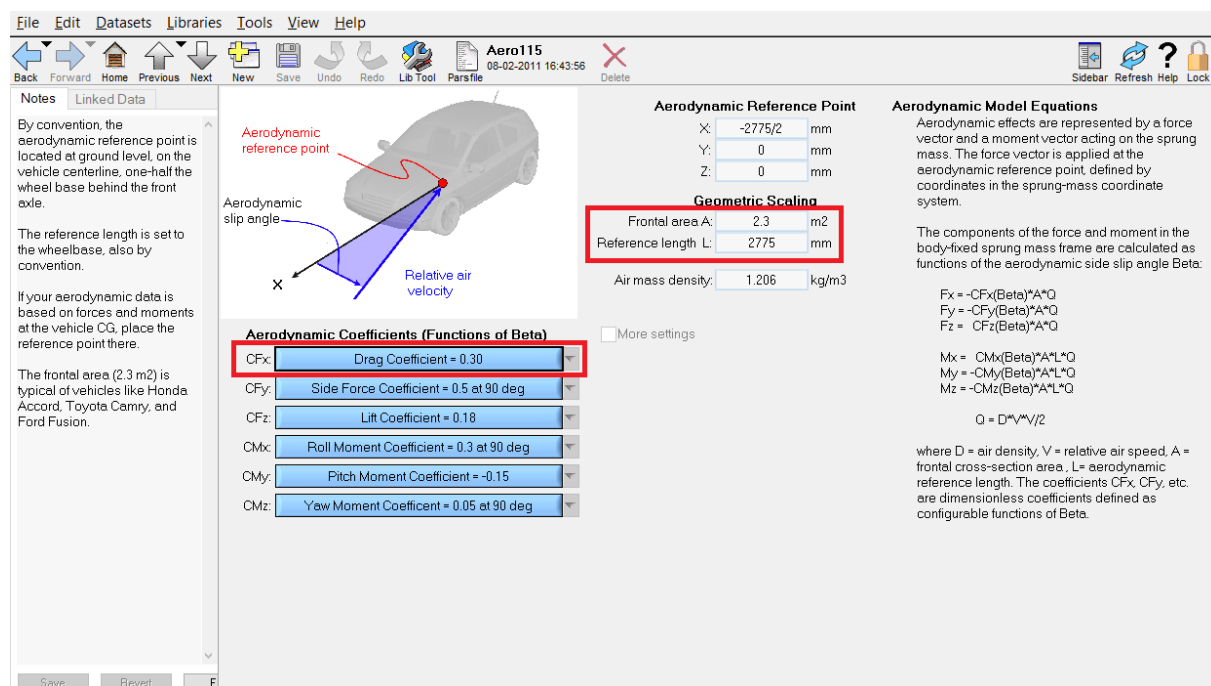 File Edit Datasets Libraries Tools View Help
Back Forward Home Previous Next New Save Undo Redo Lib Tool Parsfile
Aero115
08-02-2011 16:43:56
Delete
Sidebar Refresh Help Lock
Notes Linked Data
By convention, the
aerodynamic reference point is
located at ground level, on the
vehicle centerline, one-half the
wheel base behind the front
axle.
The reference length is set to
the wheelbase, also by
convention.
If your aerodynamic data is
based on forces and moments
at the vehicle CG, place the
reference point there.
The frontal area (2.3 m2) is
typical of vehicles like Honda
Accord, Toyota Camry, and
Ford Fusion.
Save Revert F
Aerodynamic
reference point
Aerodynamic
slip angle
X
Relative air
velocity
Aerodynamic Coefficients (Functions of Beta)
CFx: Drag Coefficient = 0.30
CFy: Side Force Coefficient = 0.5 at 90 deg
CFz: Lift Coefficient = 0.18
CMx: Roll Moment Coefficient = 0.3 at 90 deg
CMy: Pitch Moment Coefficient = -0.15
CMz: Yaw Moment Coefficent = 0.05 at 90 deg
Aerodynamic Reference Point
X: -2775/2 mm
Y: 0 mm
Z: 0 mm
Geometric Scaling
Frontal area A: 2.3 m2
Reference length L: 2775 mm
Air mass density: 1.206 kg/m3
More settings
Aerodynamic Model Equations
Aerodynamic effects are represented by a force
vector and a moment vector acting on the sprung
mass. The force vector is applied at the
aerodynamic reference point, defined by
coordinates in the sprung-mass coordinate
system.
The components of the force and moment in the
body-fixed sprung mass frame are calculated as
functions of the aerodynamic side slip angle Beta:
Fx = -CFx(Beta)*A*Q
Fy = -CFy(Beta)*A*Q
Fz = CFz(Beta)*A*Q
Mx = CMx(Beta)*A*L*Q
My = -CMy(Beta)*A*L*Q
Mz = -CMz(Beta)*A*L*Q
Q = D*V*V/2
where D = air density, V = relative air speed, A =
frontal cross-section area , L= aerodynamic
reference length. The coefficients CFx, CFy, etc.
are dimensionless coefficients defined as
configurable functions of Beta.